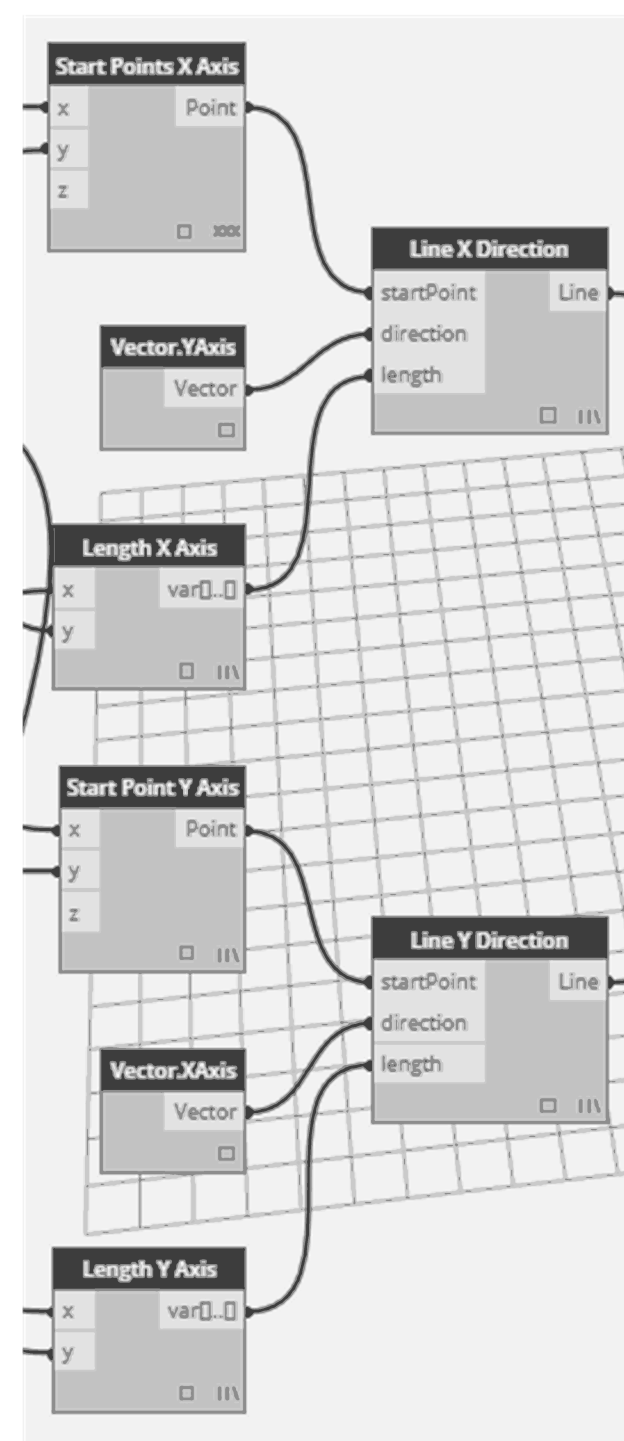 Start Points X Axis
x Point
y
z
XXX
Line X Direction
startPoint Line
direction
length
Vector.YAxis
Vector
Length X Axis
x var[]..[]
y
Start Point Y Axis
x Point
y
z
Line Y Direction
startPoint Line
direction
length
Vector.XAxis
Vector
Length Y Axis
x var[]..[]
y